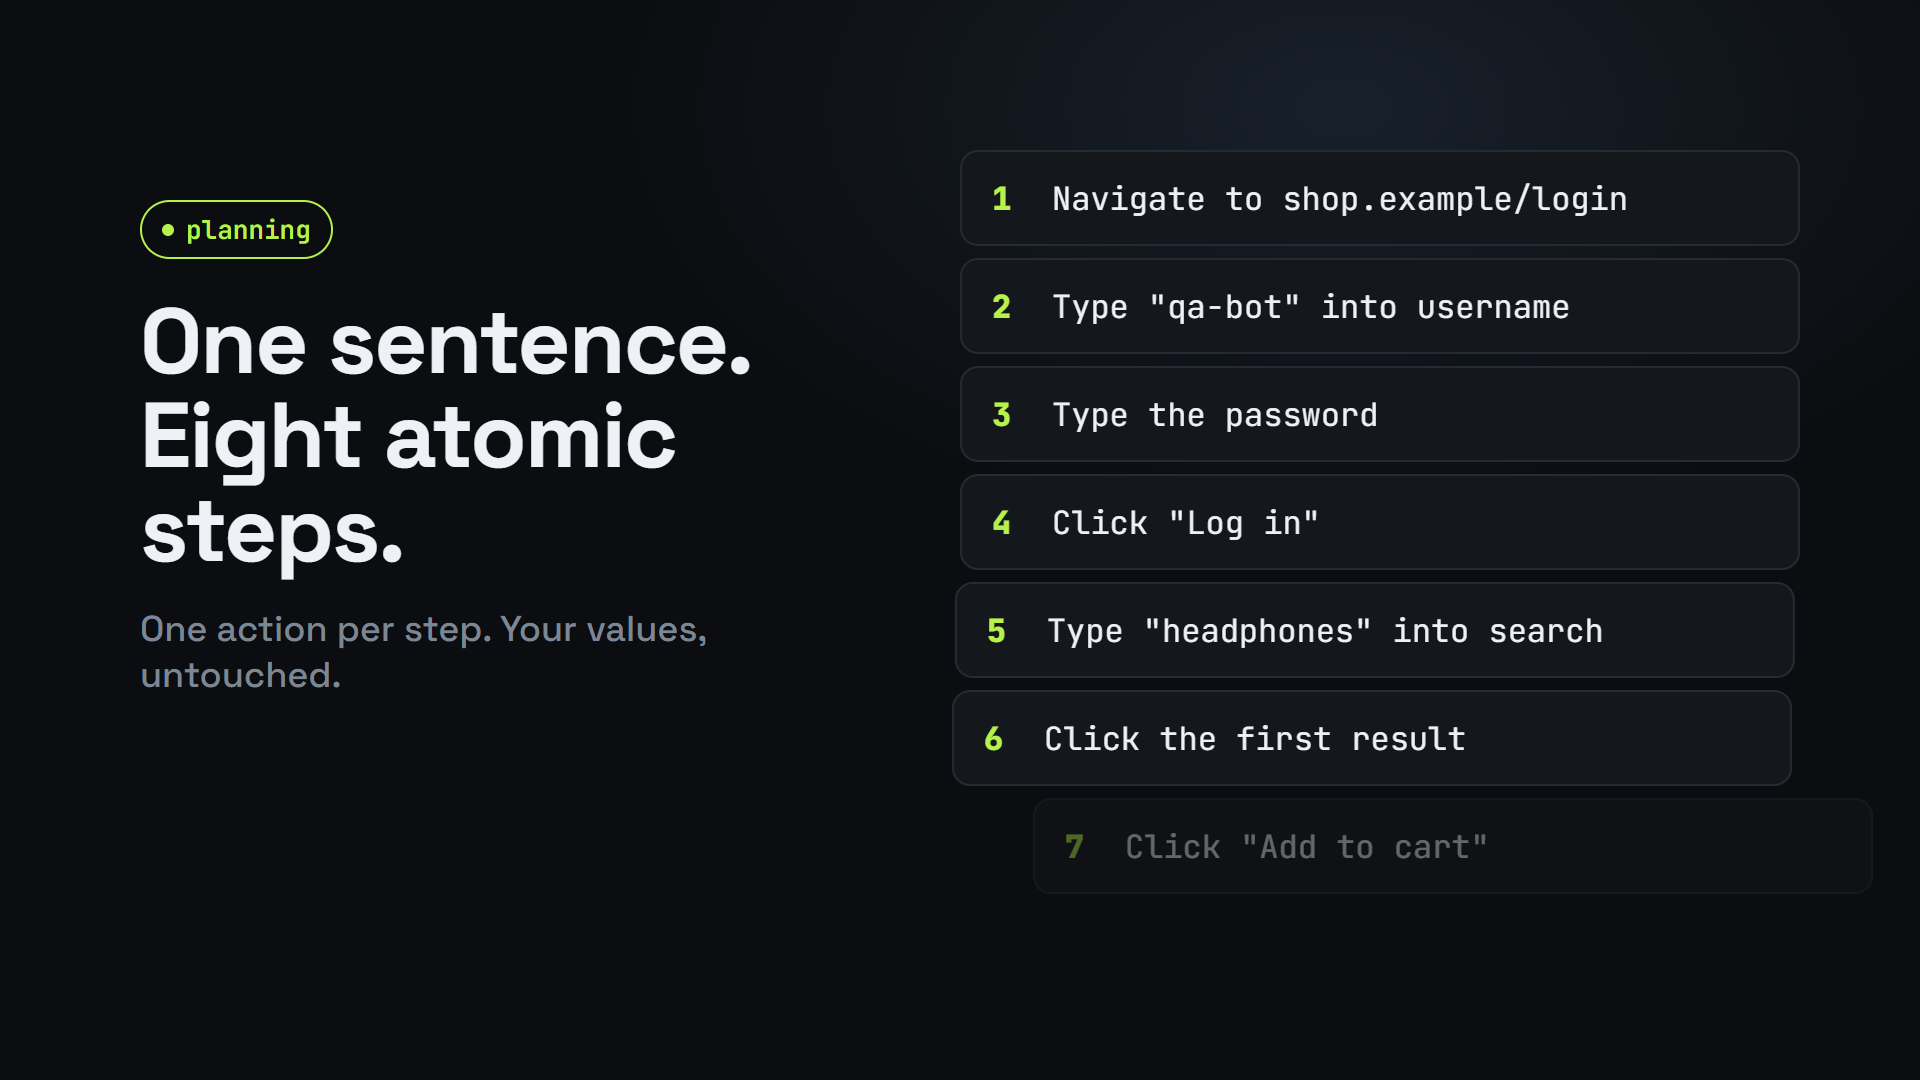 planning
One sentence.
Eight atomic
steps.
One action per step. Your values,
untouched.
1 Navigate to shop.example/login
2 Type "qa-bot" into username
3 Type the password
4 Click "Log in"
5 Type "headphones" into search
6 Click the first result
7 Click "Add to cart"